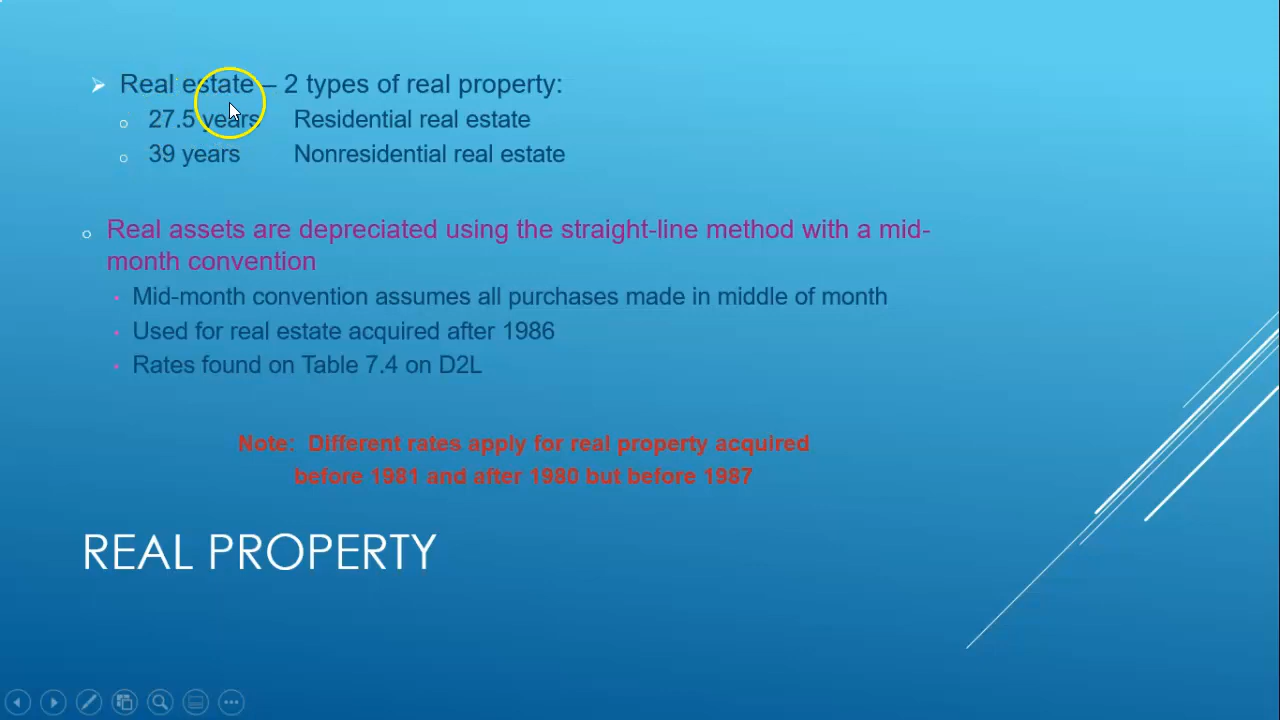 Real estate – 2 types of real property:
27.5 years Residential real estate
39 years Nonresidential real estate
Real assets are depreciated using the straight-line method with a mid-
month convention
Mid-month convention assumes all purchases made in middle of month
Used for real estate acquired after 1986
Rates found on Table 7.4 on D2L
Note: Different rates apply for real property acquired
before 1981 and after 1980 but before 1987
REAL PROPERTY